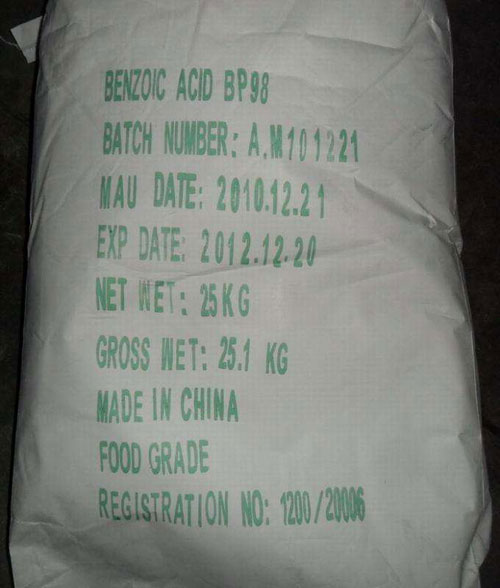 BENZOIC ACID BP98
BATCH NUMBER: A.M101221
MAU DATE: 2010.12.21
EXP DATE: 2012.12.20
NET WET: 25KG
GROSS WET: 25.1 KG
MADE IN CHINA
FOOD GRADE
REGISTRATION NO: 1200/20006